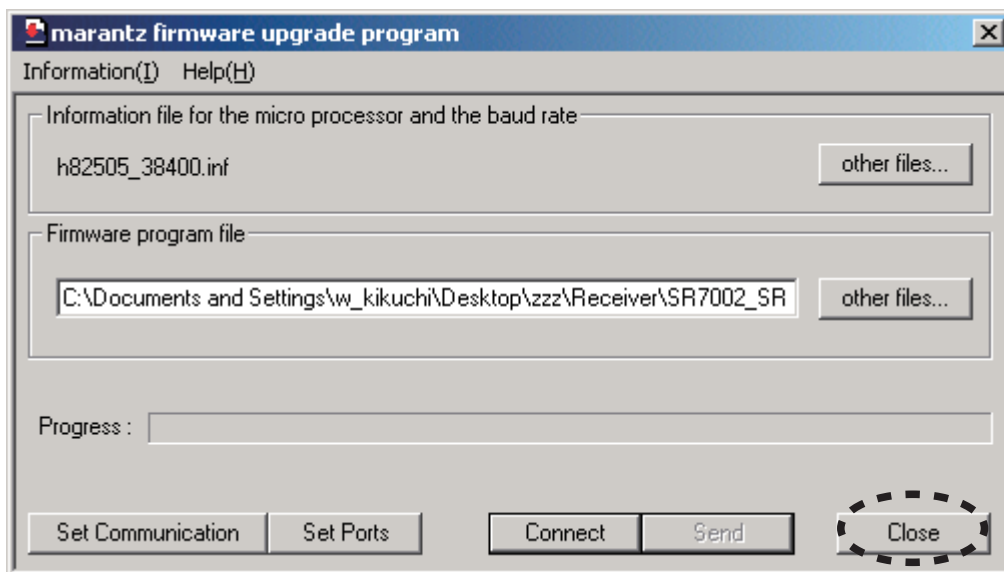 marantz firmware upgrade program
Information(I) Help(H)
Information file for the micro processor and the baud rate
h82505_38400.inf
other files...
Firmware program file
C:\Documents and Settings\w_kikuchi\Desktop\zzz\Receiver\SR7002_SR
other files...
Progress :
Set Communication Set Ports Connect Send Close